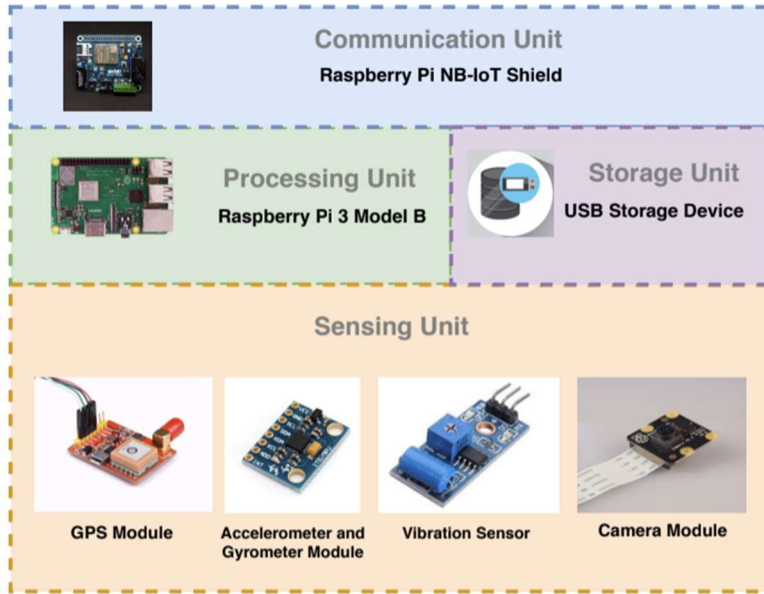 Communication Unit
Raspberry Pi NB-IoT Shield
Processing Unit
Raspberry Pi 3 Model B
Storage Unit
USB Storage Device
Sensing Unit
GPS Module
Accelerometer and
Gyrometer Module
Vibration Sensor
Camera Module